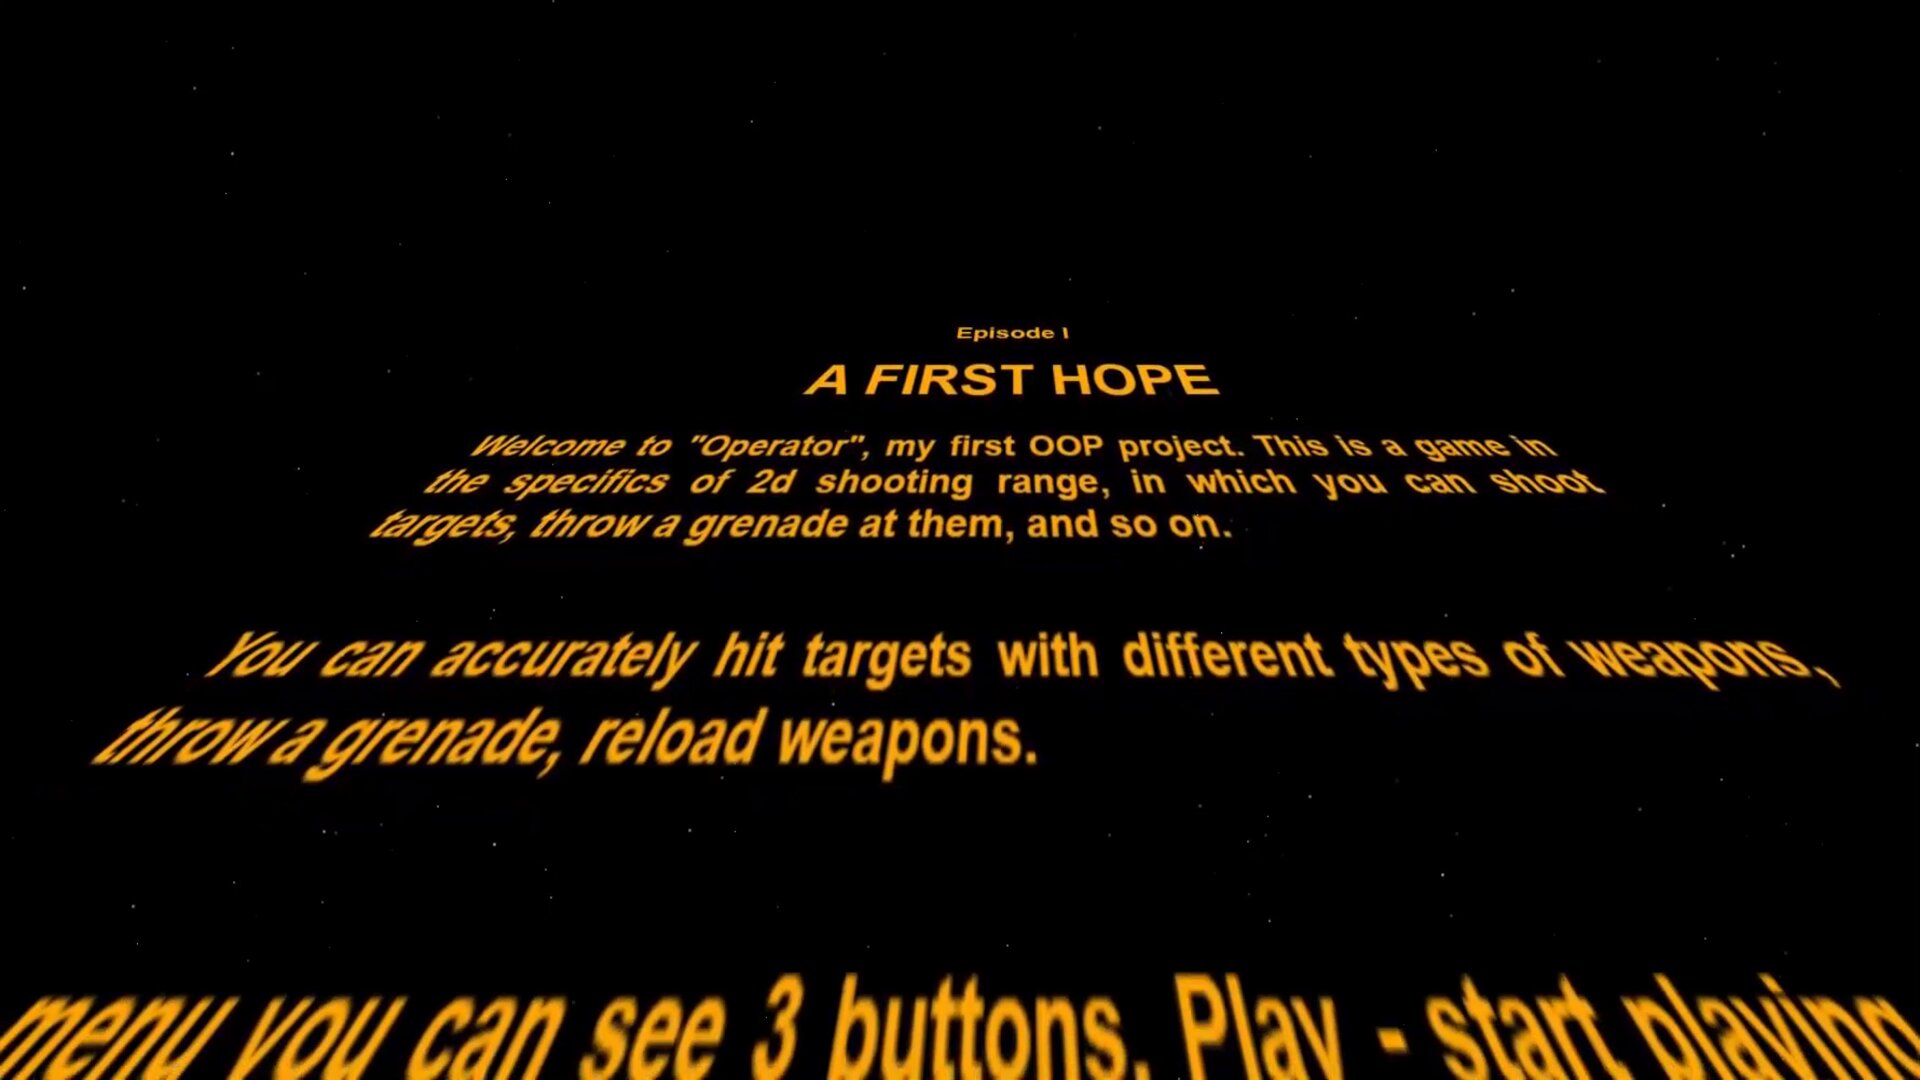 Episode I
A FIRST HOPE
Welcome to "Operator", my first OOP project. This is a game in
the specifics of 2d shooting range, in which you can shoot
targets, throw a grenade at them, and so on.
You can accurately hit targets with different types of weapons,
throw a grenade, reload weapons.
menu you can see 3 buttons. Play - start playing